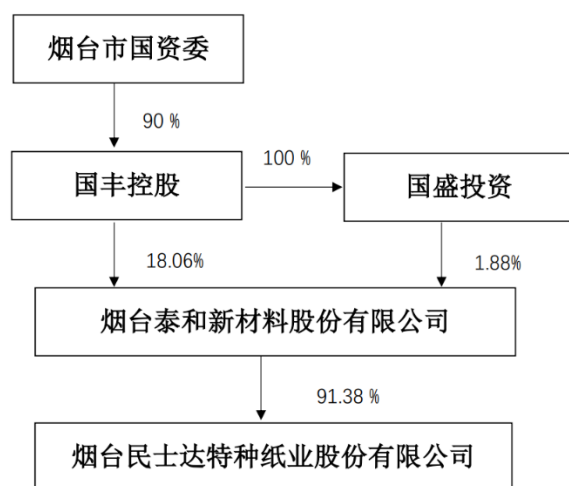 烟台市国资委
90 %
100 %
国丰控股
国盛投资
18.06%
1.88%
烟台泰和新材料股份有限公司
91.38 %
烟台民士达特种纸业股份有限公司